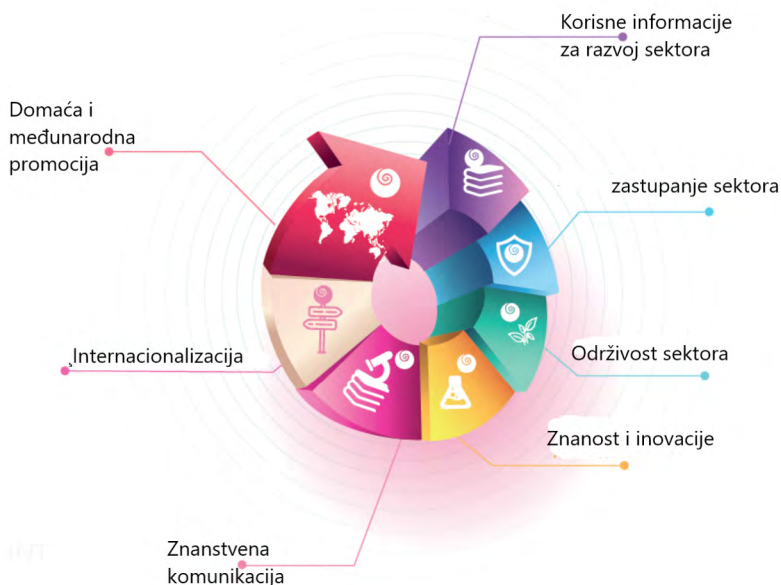 Korisne informacije
za razvoj sektora
Domaća i
međunarodna
promocija
zastupanje sektora
Internacionalizacija
Održivost sektora
Znanost i inovacije
Znanstvena
komunikacija